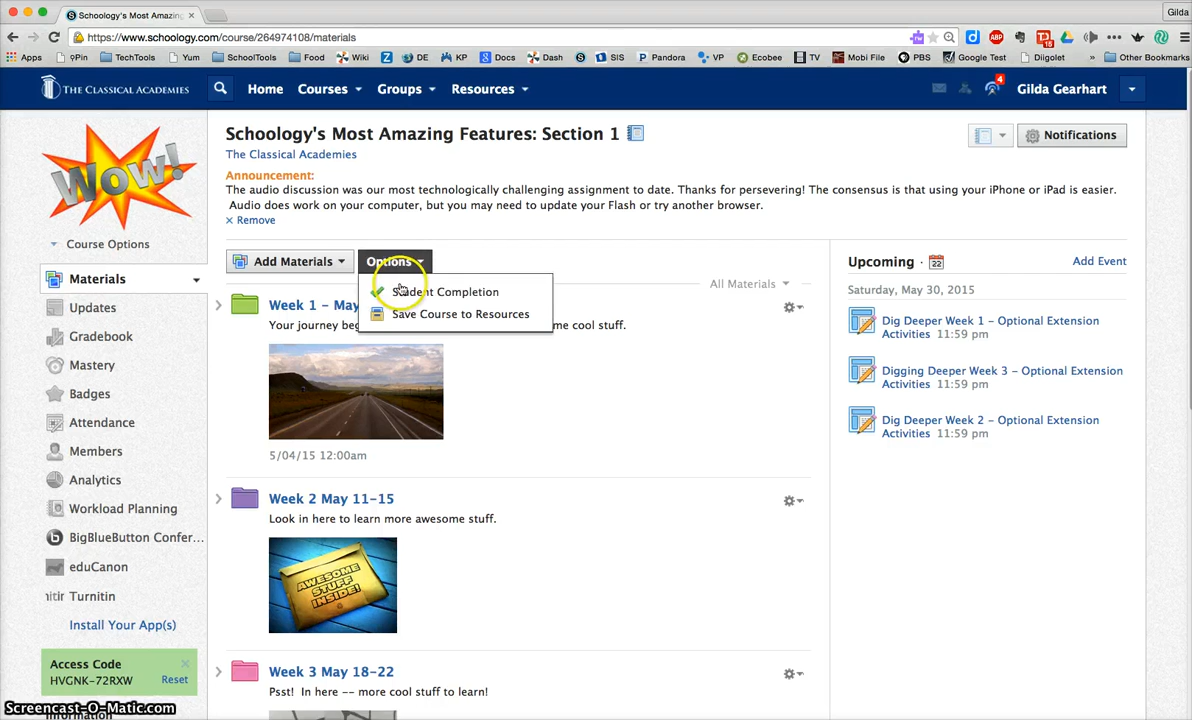 Schoology's Most Amazing
Gilda
https://www.schoology.com/course/264974108/materials
Apps
9Pin
TechTools
Yum
SchoolTools
Food
Wiki
DE
KP
Docs
Dash
SIS
Pandora
VP
Ecobee
TV
Mobi File
PBS
Google Test
Diigolet
»
Other Bookmarks
THE CLASSICAL ACADEMIES
Home
Courses
Groups
Resources
4
Gilda Gearhart
WOW!
Course Options
Materials
Updates
Gradebook
Mastery
Badges
Attendance
Members
Analytics
Workload Planning
BigBlueButton Confer...
eduCanon
Turnitin
Install Your App(s)
Access Code
HVGNK-72RXW
Reset
Information
Schoology's Most Amazing Features: Section 1
Notifications
The Classical Academies
Announcement:
The audio discussion was our most technologically challenging assignment to date. Thanks for persevering! The consensus is that using your iPhone or iPad is easier.
Audio does work on your computer, but you may need to update your Flash or try another browser.
× Remove
Add Materials
Options
Student Completion
Save Course to Resources
All Materials
Week 1 - May
Your journey beg
me cool stuff.
5/04/15 12:00am
Week 2 May 11-15
Look in here to learn more awesome stuff.
AWESOME
STUFF
INSIDE!
Week 3 May 18-22
Psst! In here -- more cool stuff to learn!
Upcoming · 22
Add Event
Saturday, May 30, 2015
Dig Deeper Week 1 - Optional Extension
Activities 11:59 pm
Digging Deeper Week 3 - Optional Extension
Activities 11:59 pm
Dig Deeper Week 2 - Optional Extension
Activities 11:59 pm
Screencast-O-Matic.com